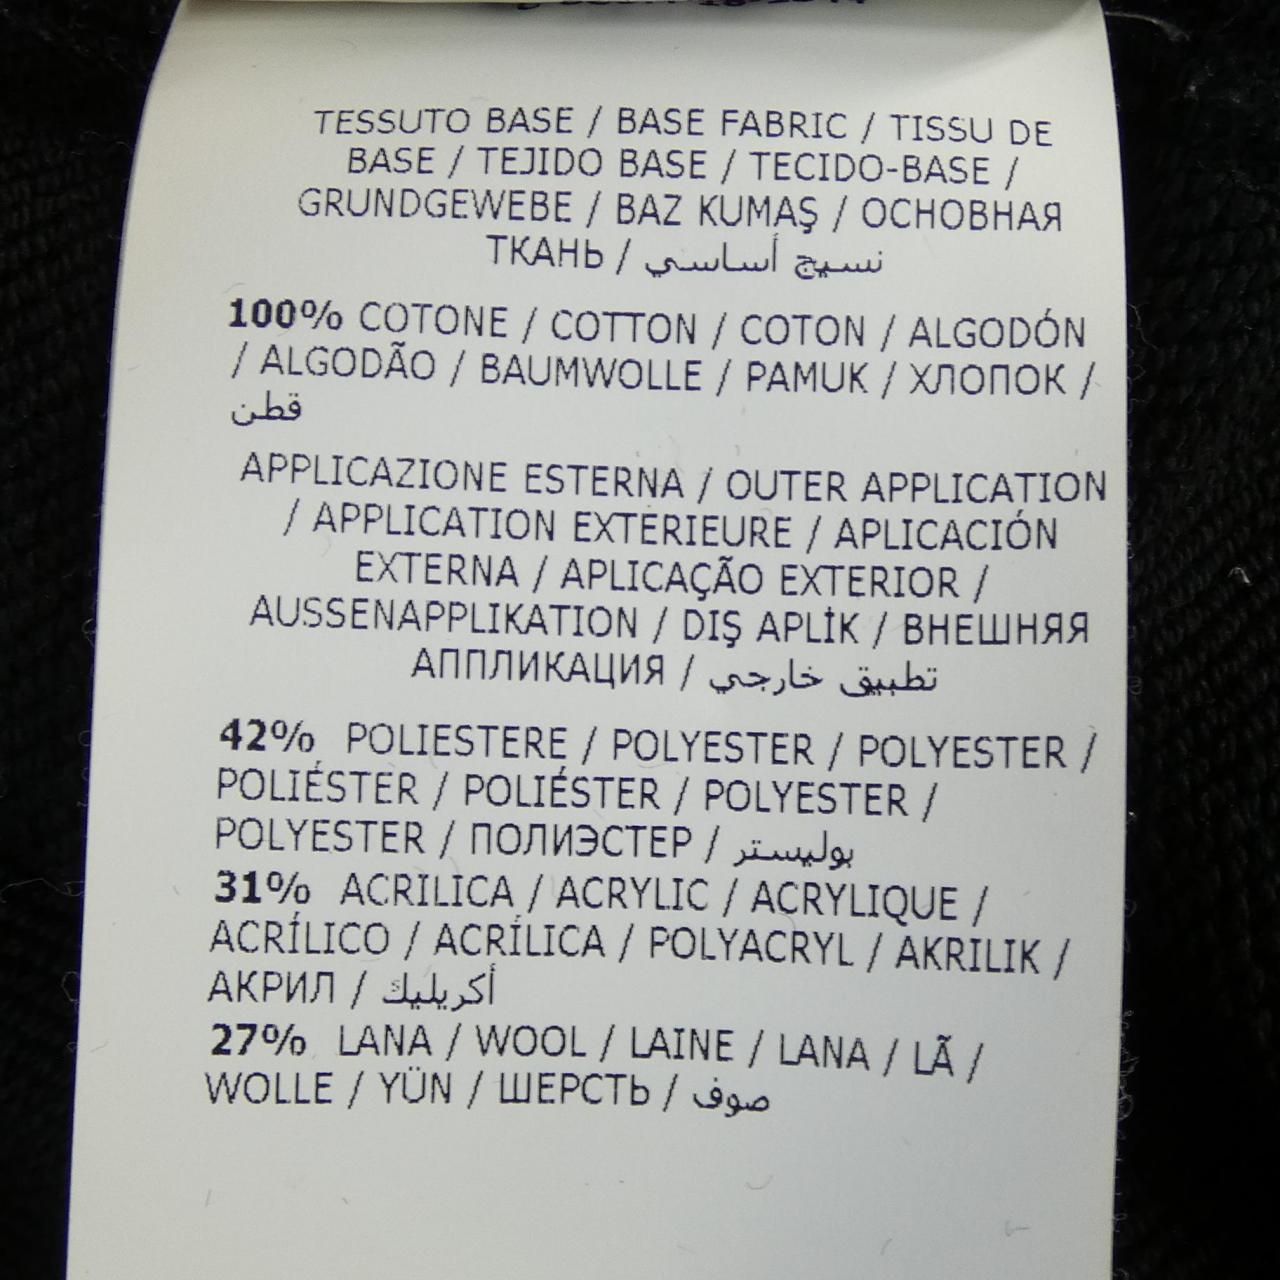 TESSUTO BASE / BASE FABRIC / TISSU DE
BASE / TEJIDO BASE / TECIDO-BASE /
GRUNDGEWEBE / BAZ KUMAŞ / ОСНОВНАЯ
ТКАНЬ / نسيج أساسي
100% COTONE / COTTON / COTON / ALGODÓN
/ ALGODÃO / BAUMWOLLE / PAMUK / ХЛОПОК /
قطن
APPLICAZIONE ESTERNA / OUTER APPLICATION
/ APPLICATION EXTERIEURE / APLICACIÓN
EXTERNA / APLICAÇÃO EXTERIOR /
AUSSENAPPLIKATION / DIŞ APLİK / ВНЕШНЯЯ
АППЛИКАЦИЯ / تطبيق خارجي
42% POLIESTERE / POLYESTER / POLYESTER /
POLIÉSTER / POLIÉSTER / POLYESTER /
POLYESTER / ПОЛИЭСТЕР / بوليستر
31% ACRILICA / ACRYLIC / ACRYLIQUE /
ACRÍLICO / ACRÍLICA / POLYACRYL / AKRILIK /
АКРИЛ / أكريليك
27% LANA / WOOL / LAINE / LANA / LÃ /
WOLLE / YÜN / ШЕРСТЬ / صوف